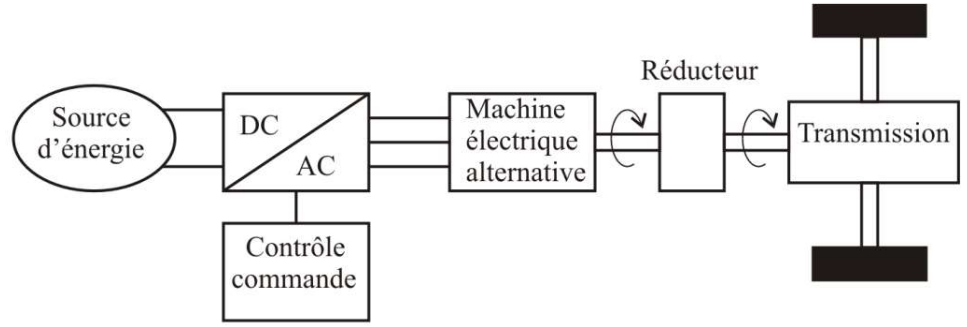 Source
d’énergie
DC
AC
Contrôle
commande
Machine
électrique
alternative
Réducteur
Transmission